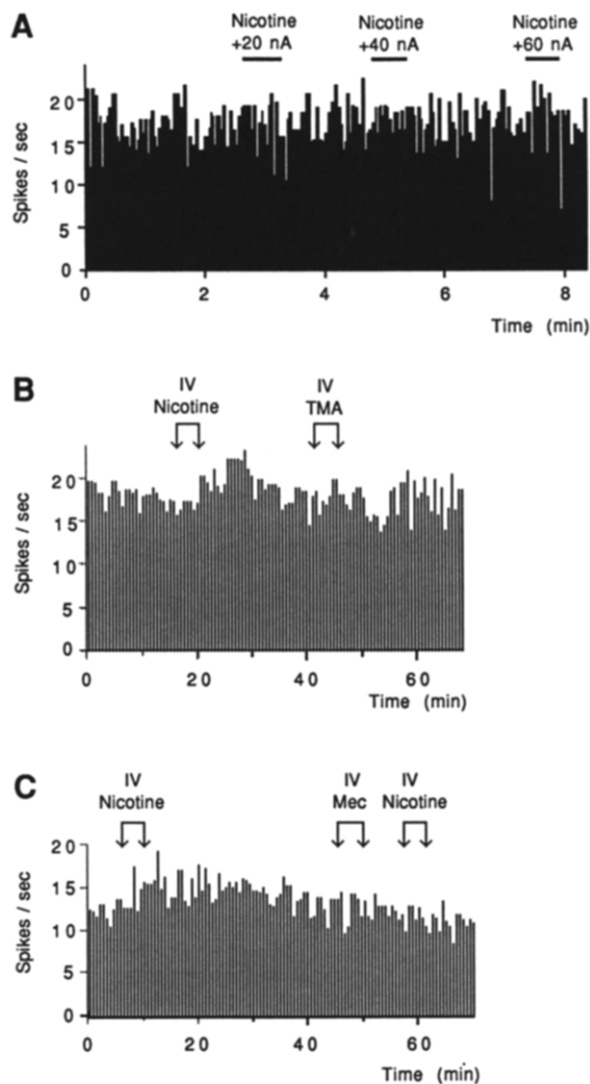 A
Nicotine Nicotine Nicotine
+20 nA +40 nA +60 nA
20
15
10
5
0
Spikes / sec
0 2 4 6 8
Time (min)
B
IV IV
Nicotine TMA
20
15
10
5
0
Spikes / sec
0 20 40 60
Time (min)
C
IV IV IV
Nicotine Mec Nicotine
20
15
10
5
0
Spikes / sec
0 20 40 60
Time (min)